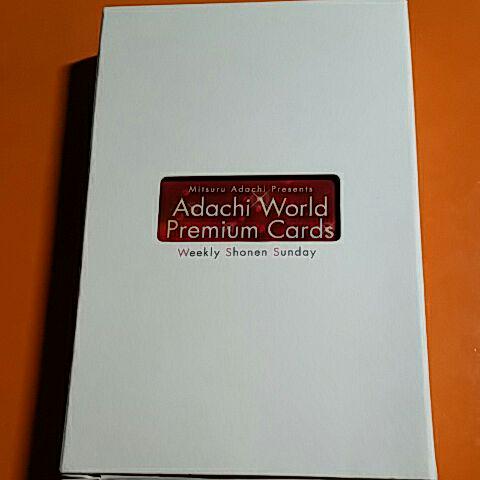 Mitsuru Adachi Presents
Adachi World
Premium Cards
Weekly Shonen Sunday